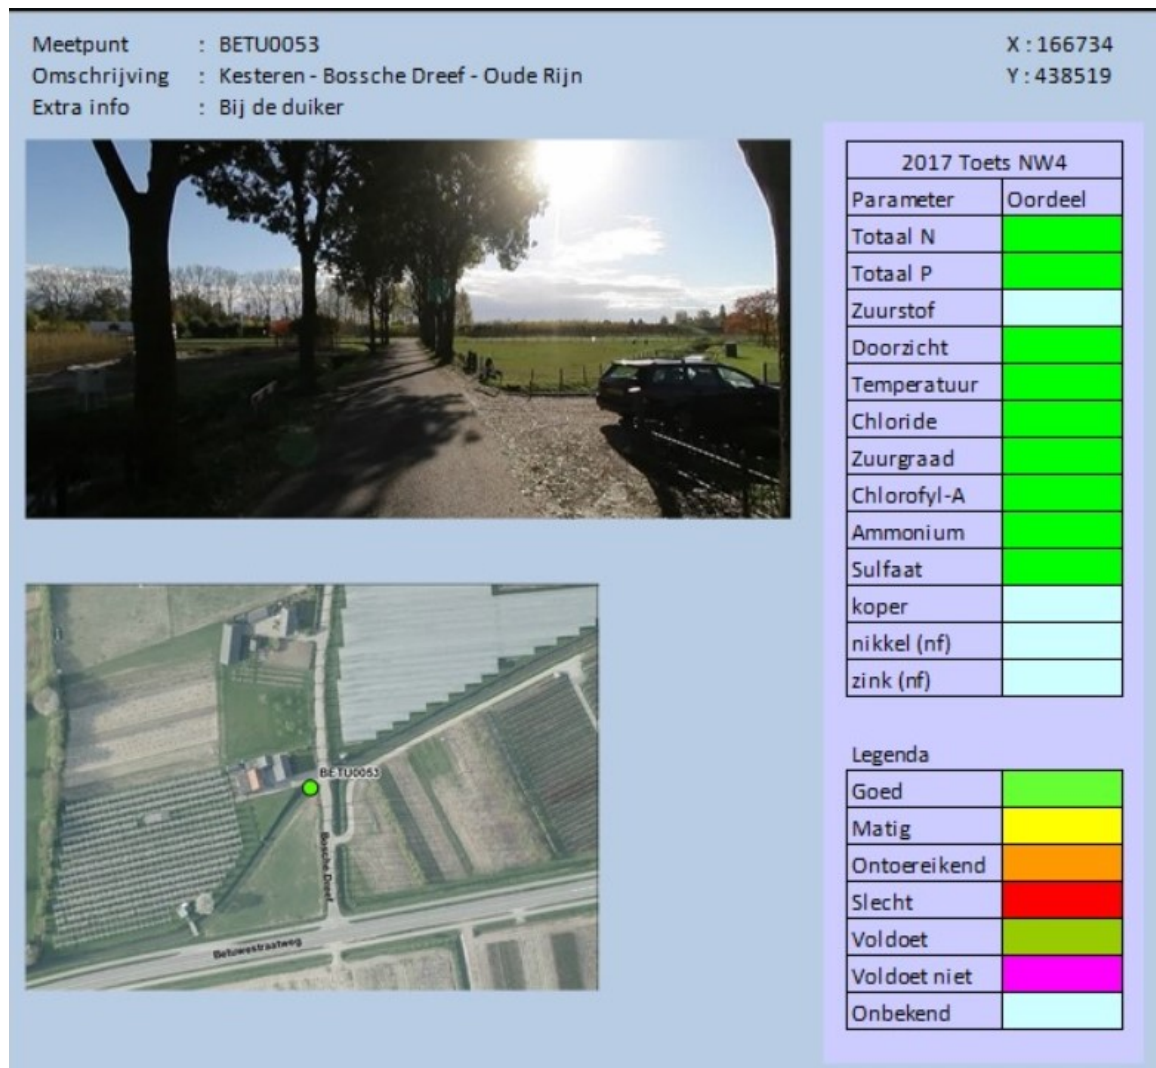 Meetpunt : BETU0053
Omschrijving : Kesteren - Bossche Dreef - Oude Rijn
Extra info : Bij de duiker
X : 166734
Y : 438519
2017 Toets NW4
Parameter Oordeel
Totaal N
Totaal P
Zuurstof
Doorzicht
Temperatuur
Chloride
Zuurgraad
Chlorofyl-A
Ammonium
Sulfaat
koper
nikkel (nf)
zink (nf)
Legenda
Goed
Matig
Ontoereikend
Slecht
Voldoet
Voldoet niet
Onbekend
BETU0053
Bosche Dreef
Betuwestraatweg